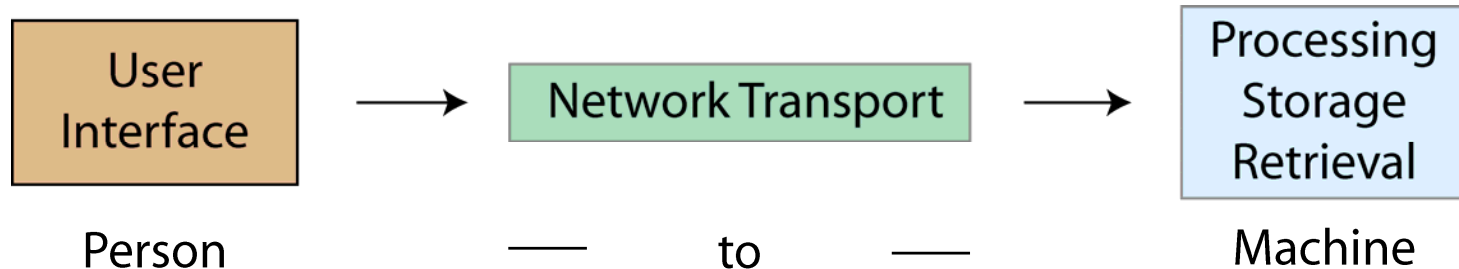 User
Interface
Network Transport
Processing
Storage
Retrieval
Person — to — Machine